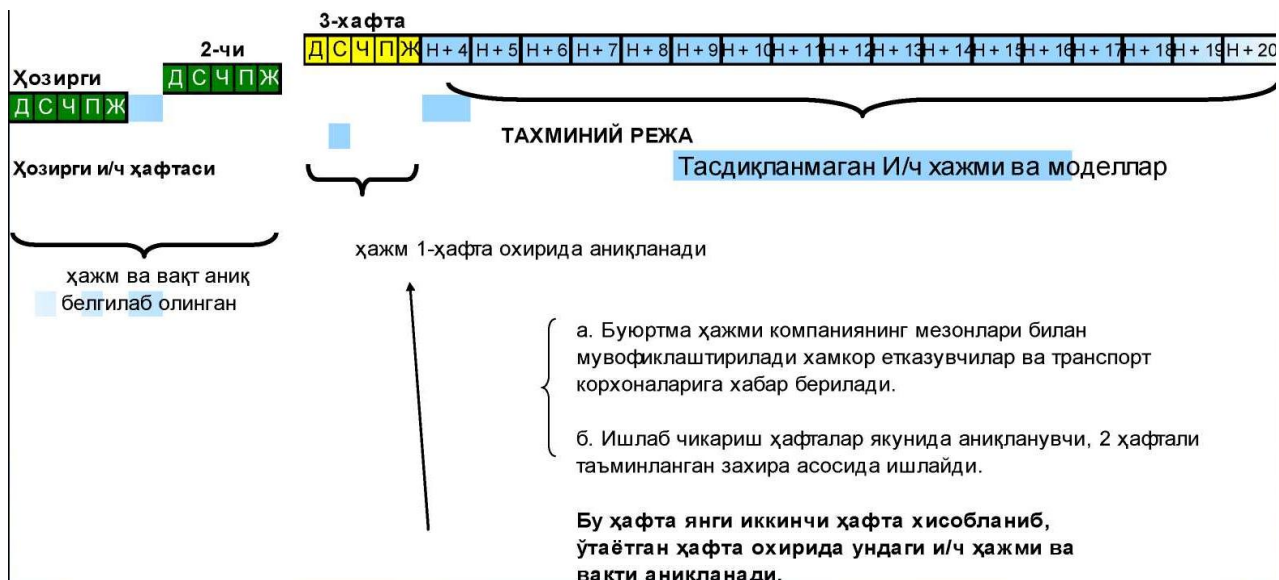 3-хафта
Д С Ч П Ж Н + 4 Н + 5 Н + 6 Н + 7 Н + 8 Н + 9 Н + 10 Н + 11 Н + 12 Н + 13 Н + 14 Н + 15 Н + 16 Н + 17 Н + 18 Н + 19 Н + 20
2-чи
Д С Ч П Ж
Ҳозирги
Д С Ч П Ж
ТАХМИНИЙ РЕЖА
Ҳозирги и/ч ҳафтаси
Тасдиқланмаган И/ч хажми ва моделлар
ҳажм 1-ҳафта охирида аниқланади
ҳажм ва вақт аниқ
белгилаб олинган
а. Буюртма ҳажми компаниянинг мезонлари билан
мувофиклаштирилади хамкор етказувчилар ва транспорт
корхоналарига хабар берилади.
б. Ишлаб чикариш ҳафталар якунида аниқланувчи, 2 ҳафтали
таъминланган захира асосида ишлайди.
Бу ҳафта янги иккинчи ҳафта хисобланиб,
ўтаётган ҳафта охирида ундаги и/ч ҳажми ва
вақти аниқланади.